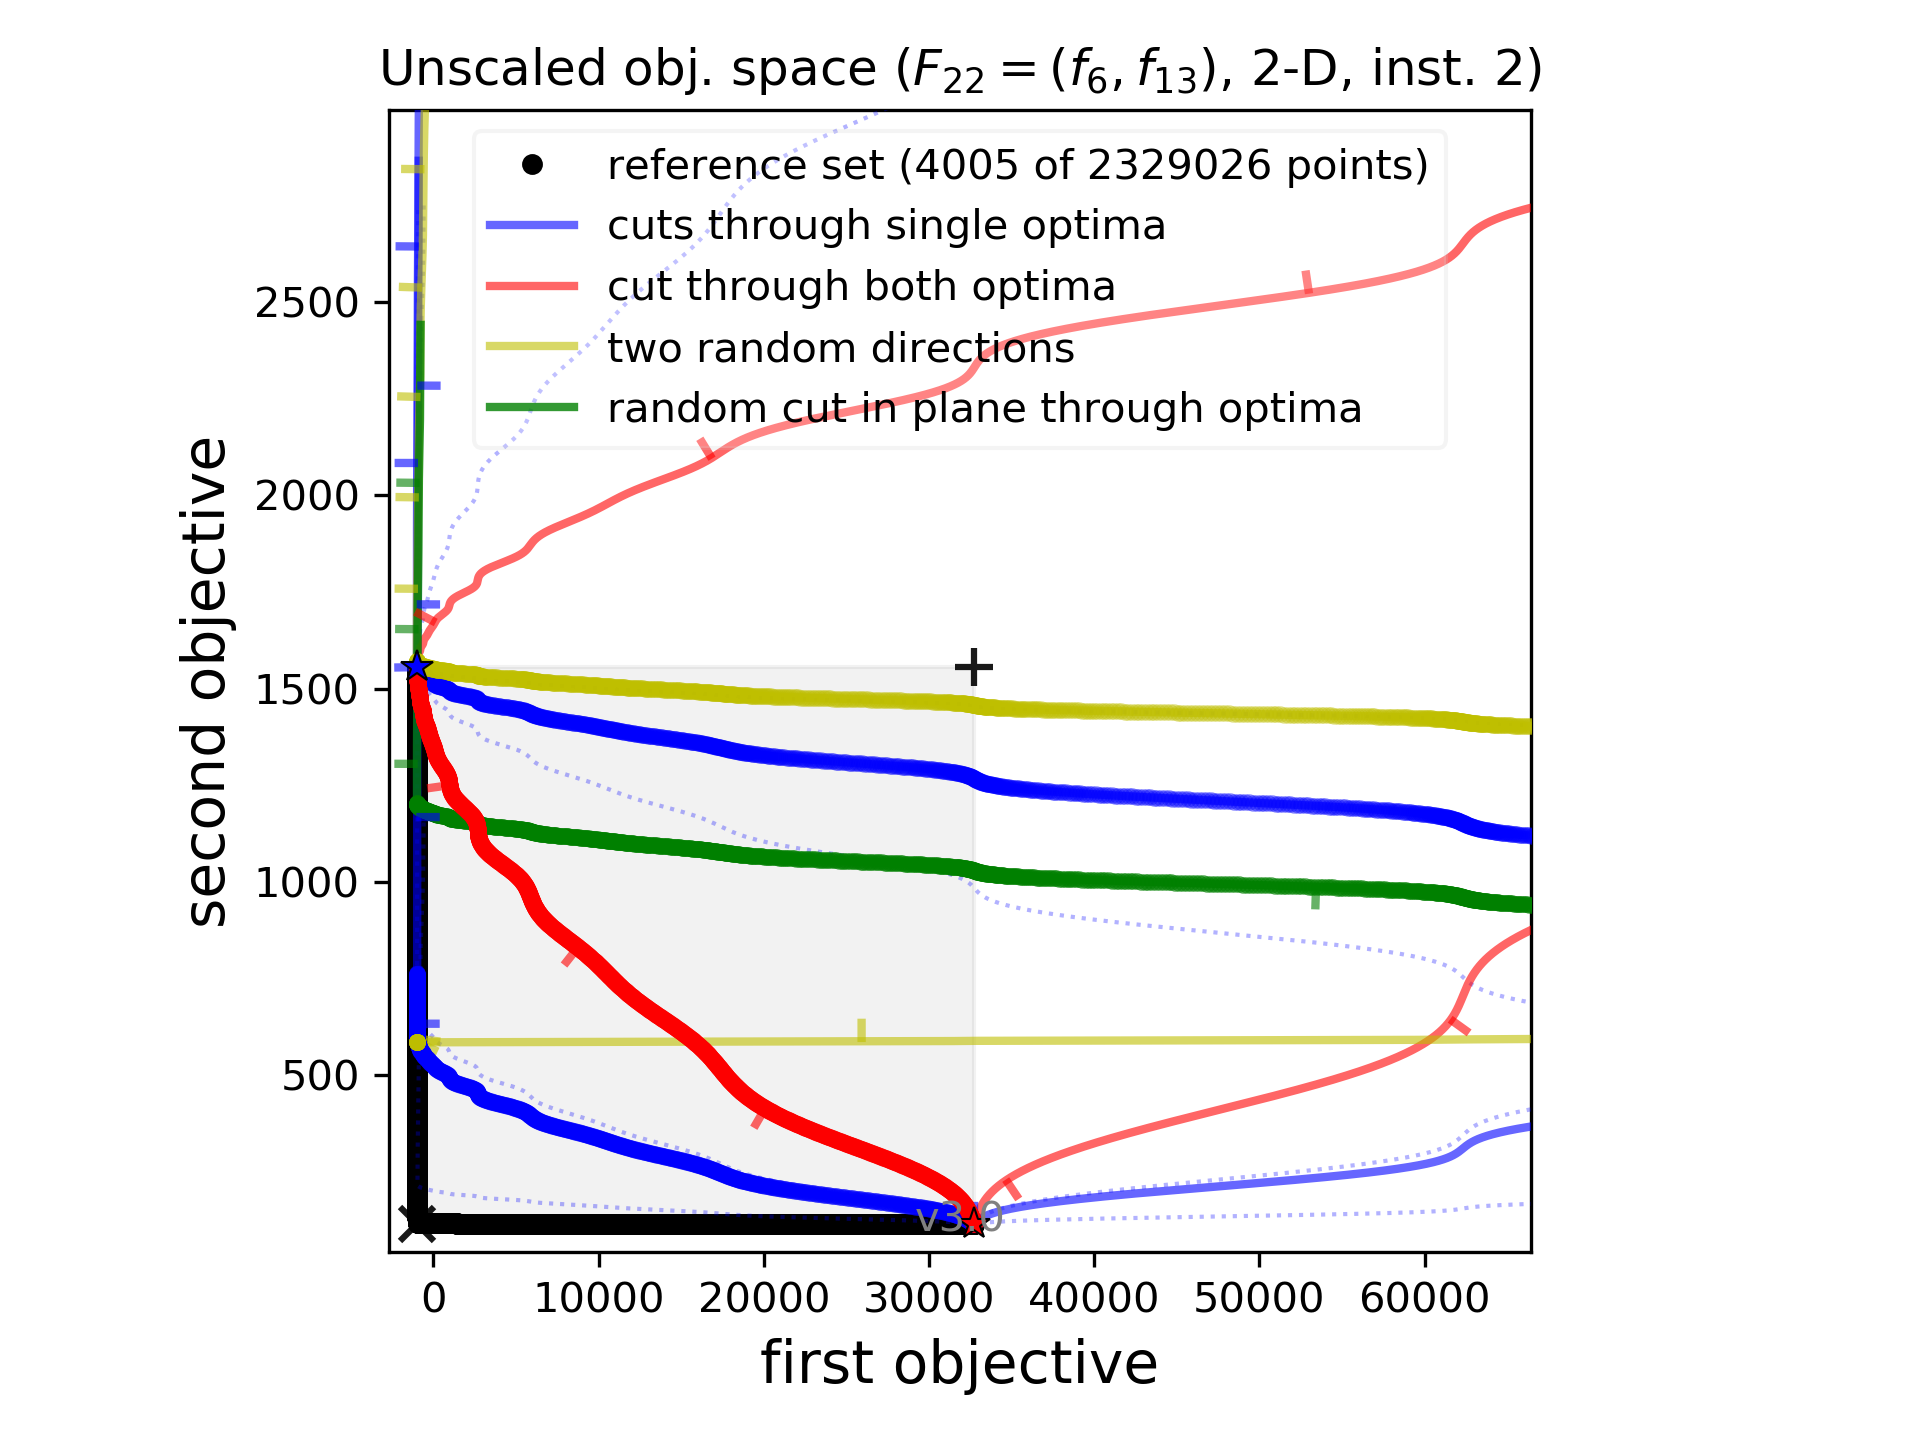 Unscaled obj. space (F₂₂ = (f₆, f₁₃), 2-D, inst. 2)
reference set (4005 of 2329026 points)
cuts through single optima
cut through both optima
two random directions
random cut in plane through optima
second objective
2500
2000
1500
1000
500
v3.0
0 10000 20000 30000 40000 50000 60000
first objective